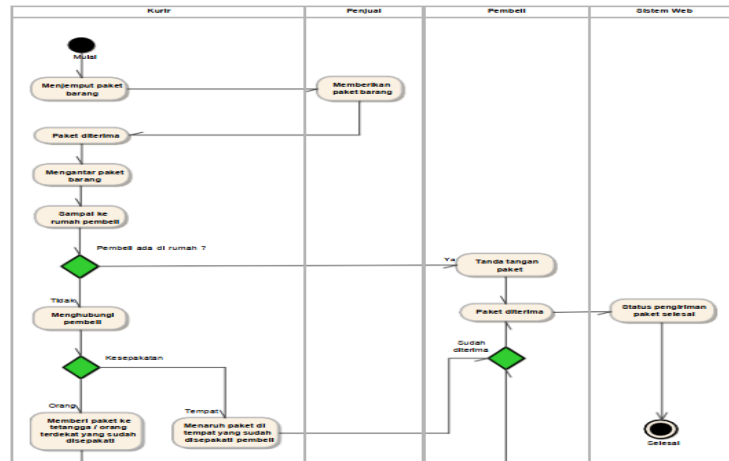 Kurir
Penjual
Pembeli
Sistem Web
Mulai
Menjemput paket
barang
Memberikan
paket barang
Paket diterima
Mengantar paket
barang
Sampai ke
rumah pembeli
Pembeli ada di rumah ?
Ya
Tanda tangan
paket
Tidak
Menghubungi
pembeli
Paket diterima
Status pengiriman
paket selesai
Kesepakatan
Sudah
diterima
Orang
Tempat
Memberi paket ke
tetangga / orang
terdekat yang sudah
disepakati
Menaruh paket di
tempat yang sudah
disepakati pembeli
Selesai